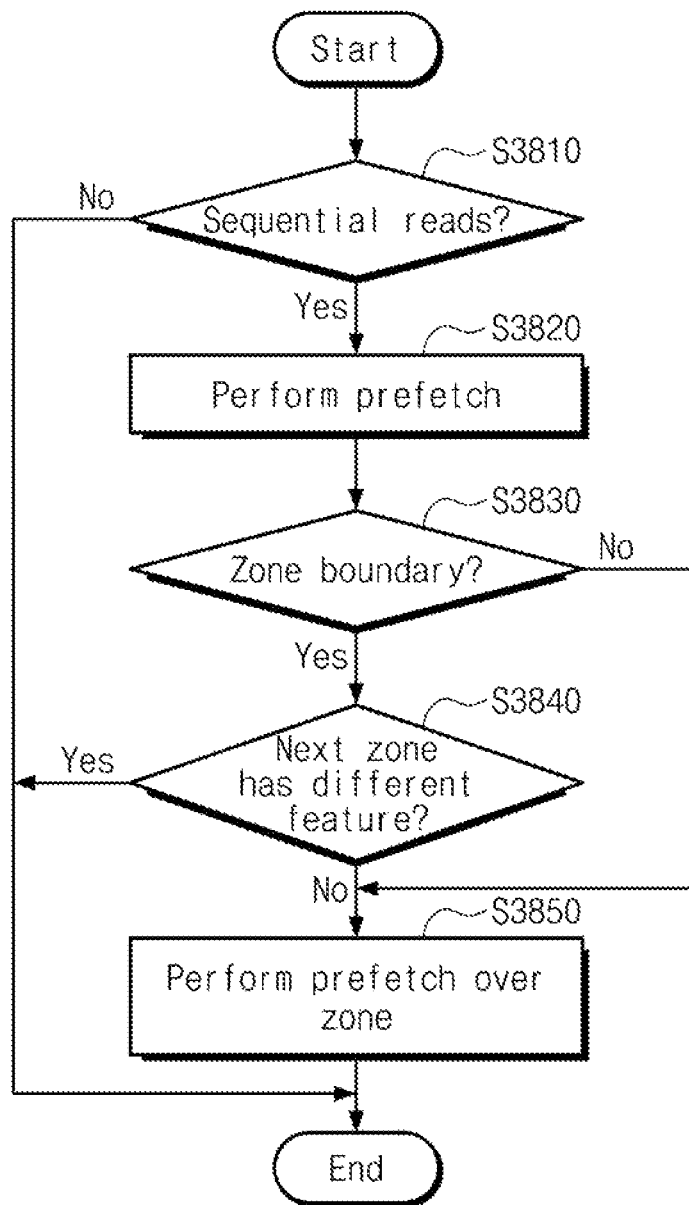 Start
S3810
No
Sequential reads?
Yes
S3820
Perform prefetch
S3830
No
Zone boundary?
Yes
S3840
Yes
Next zone
has different
feature?
No
S3850
Perform prefetch over
zone
End